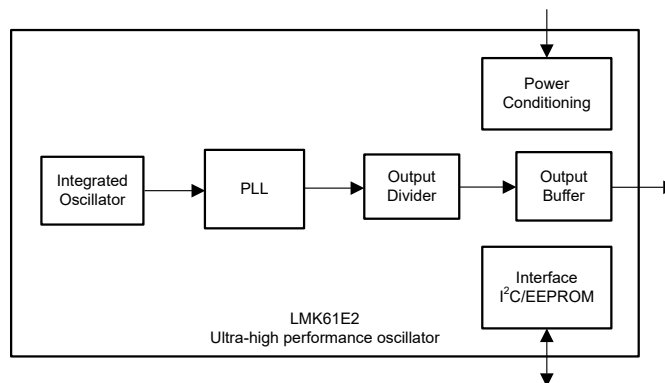 Power
Conditioning
Integrated
Oscillator
PLL
Output
Divider
Output
Buffer
Interface
I²C/EEPROM
LMK61E2
Ultra-high performance oscillator